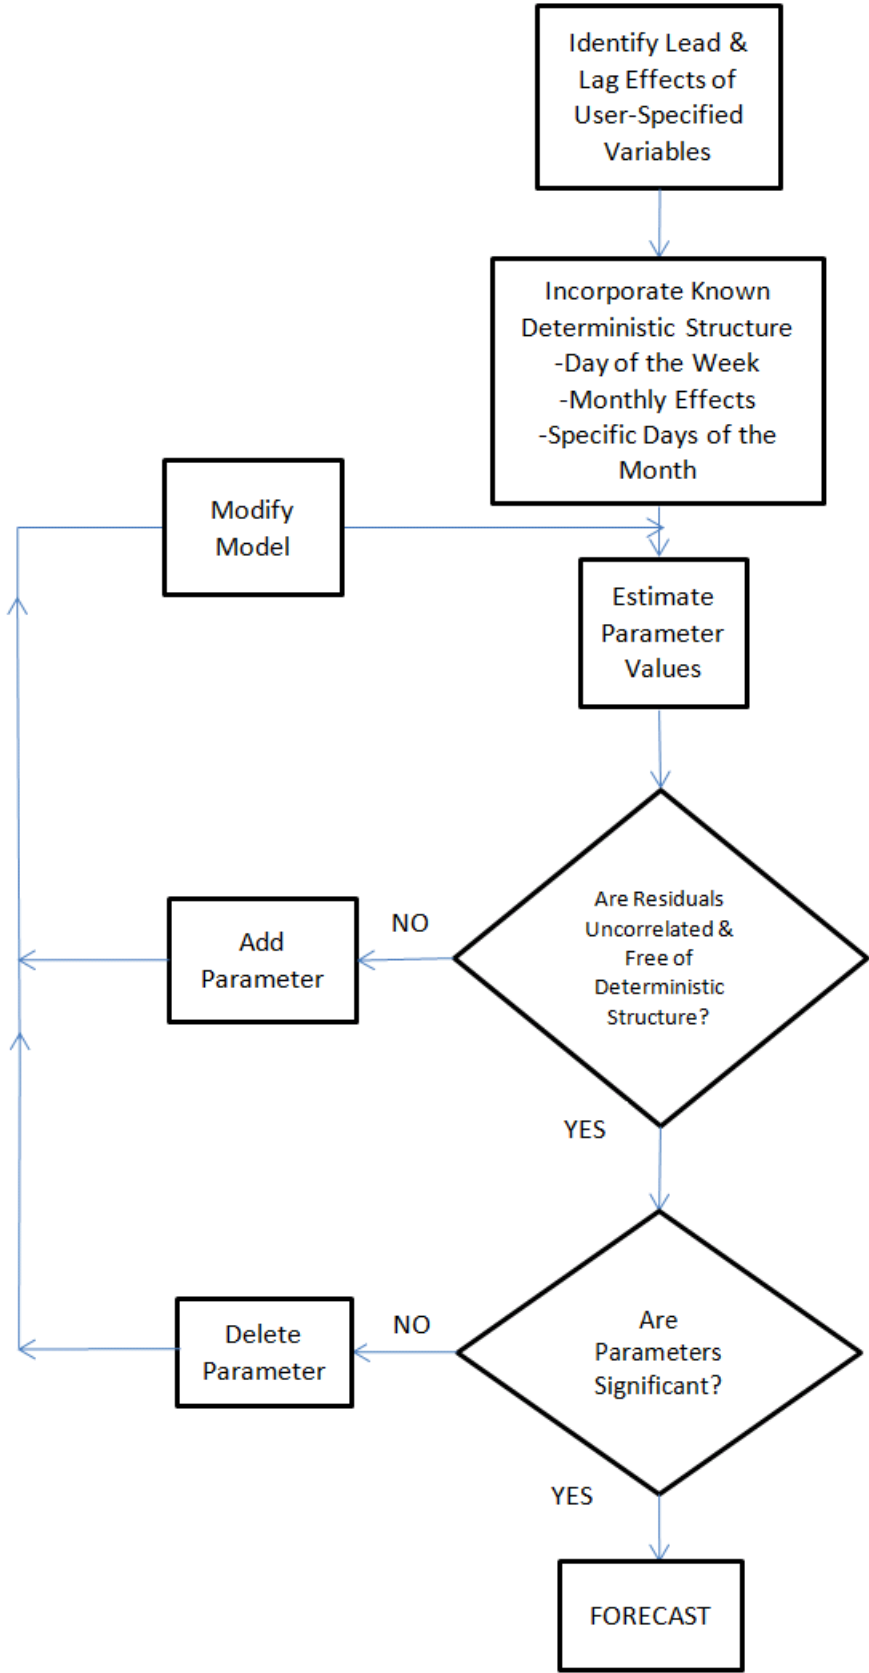 Identify Lead &
Lag Effects of
User-Specified
Variables
Incorporate Known
Deterministic Structure
-Day of the Week
-Monthly Effects
-Specific Days of the
Month
Modify
Model
Estimate
Parameter
Values
Are Residuals
Uncorrelated &
Free of
Deterministic
Structure?
NO
Add
Parameter
YES
Are
Parameters
Significant?
NO
Delete
Parameter
YES
FORECAST